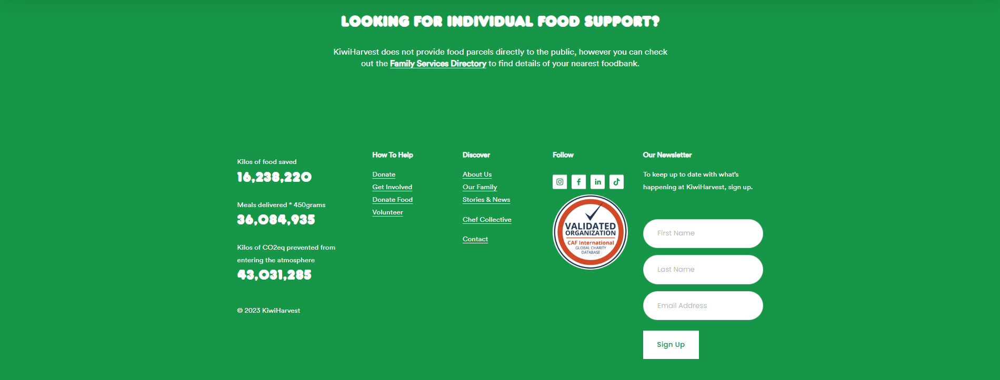 LOOKING FOR INDIVIDUAL FOOD SUPPORT?
KiwiHarvest does not provide food parcels directly to the public, however you can check
out the Family Services Directory to find details of your nearest foodbank.
Kilos of food saved
16,238,220
Meals delivered * 450grams
36,084,935
Kilos of CO2eq prevented from
entering the atmosphere
43,031,285
© 2023 KiwiHarvest
How To Help
Donate
Get Involved
Donate Food
Volunteer
Discover
About Us
Our Family
Stories & News
Chef Collective
Contact
Follow
VALIDATED
ORGANIZATION
CAF International
GLOBAL CHARITY
DATABASE
Our Newsletter
To keep up to date with what's
happening at KiwiHarvest, sign up.
First Name
Last Name
Email Address
Sign Up